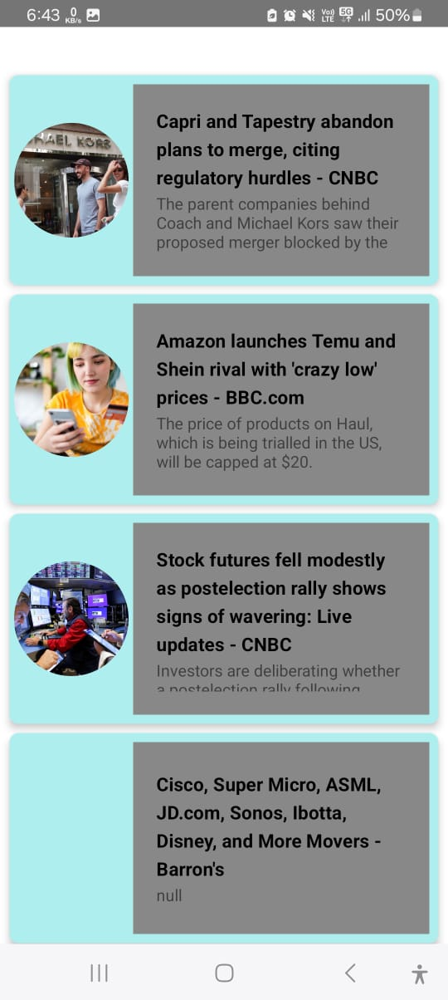 6:43 0 KB/s Vo)) LTE 5G 50%
HAEL KORS
Capri and Tapestry abandon
plans to merge, citing
regulatory hurdles - CNBC
The parent companies behind
Coach and Michael Kors saw their
proposed merger blocked by the
Amazon launches Temu and
Shein rival with 'crazy low'
prices - BBC.com
The price of products on Haul,
which is being trialled in the US,
will be capped at $20.
Stock futures fell modestly
as postelection rally shows
signs of wavering: Live
updates - CNBC
Investors are deliberating whether
a postelection rally following
Cisco, Super Micro, ASML,
JD.com, Sonos, Ibotta,
Disney, and More Movers -
Barron's
null